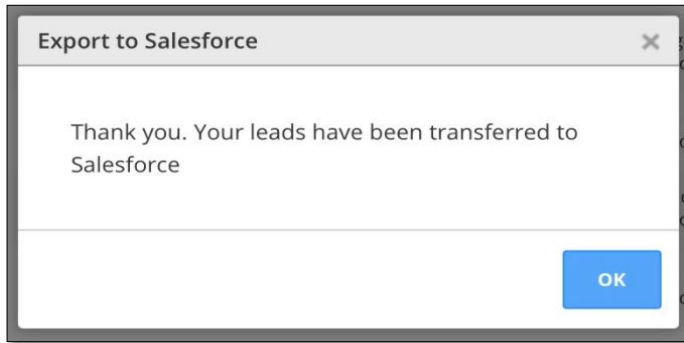 Export to Salesforce
Thank you. Your leads have been transferred to
Salesforce
OK